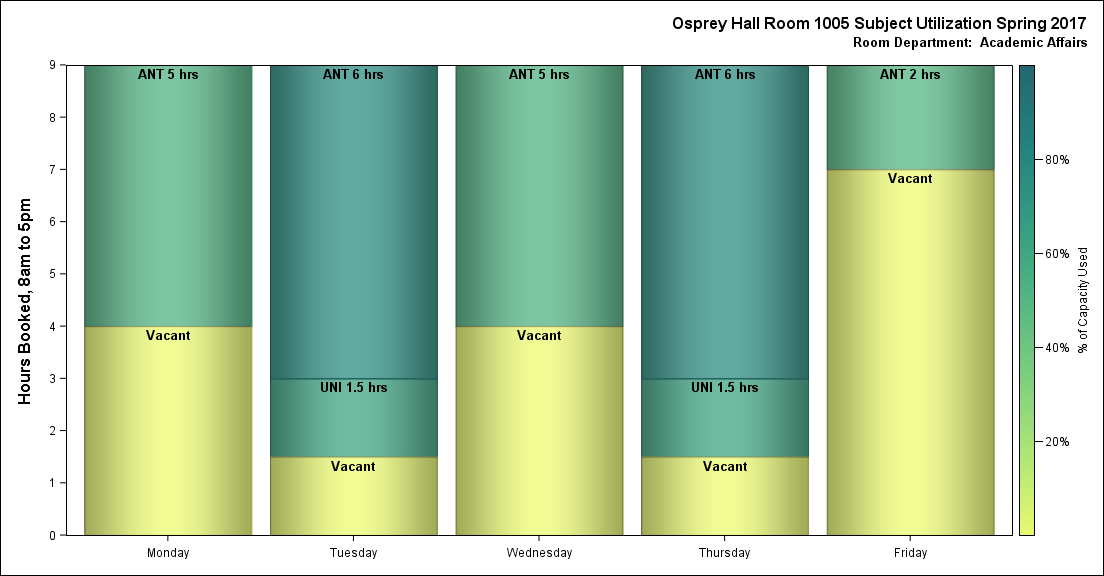 Osprey Hall Room 1005 Subject Utilization Spring 2017
Room Department: Academic Affairs
Hours Booked, 8am to 5pm
9
8
7
6
5
4
3
2
1
0
ANT 5 hrs
Vacant
Monday
ANT 6 hrs
UNI 1.5 hrs
Vacant
Tuesday
ANT 5 hrs
Vacant
Wednesday
ANT 6 hrs
UNI 1.5 hrs
Vacant
Thursday
ANT 2 hrs
Vacant
Friday
80%
60%
40%
20%
% of Capacity Used